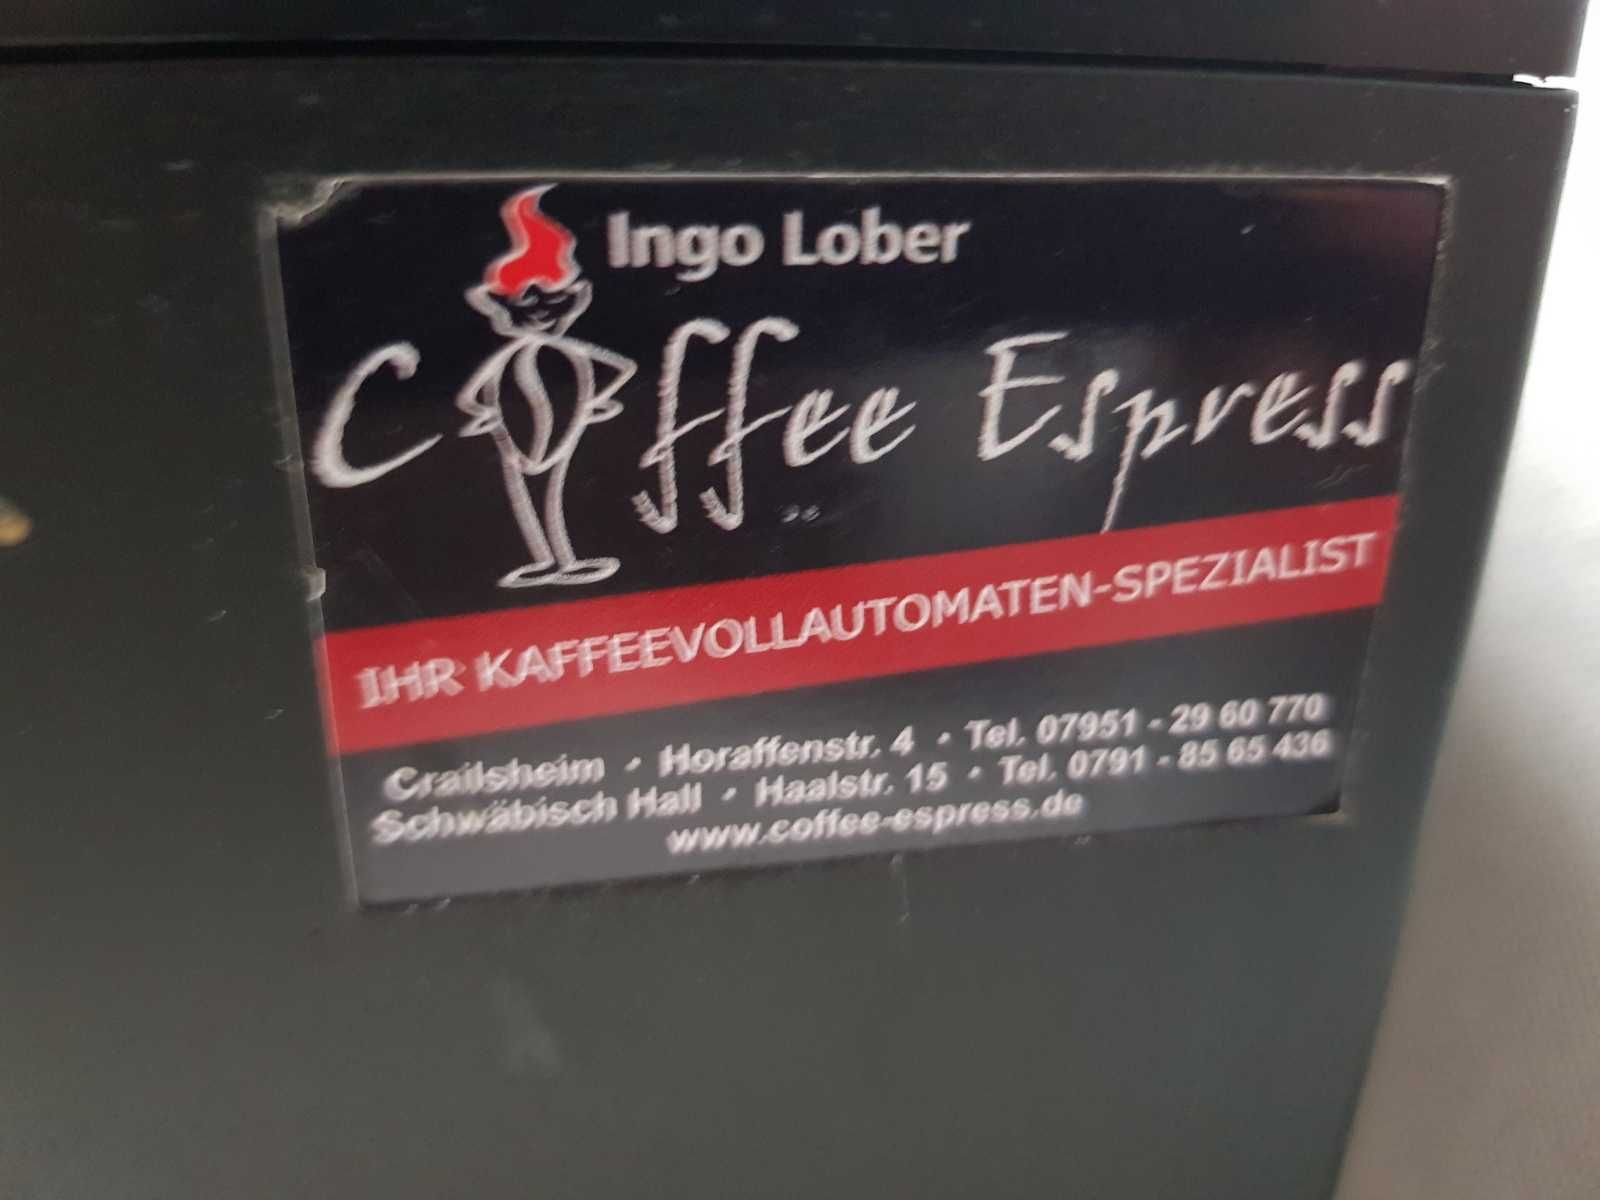 Ingo Lober
Coffee Espress
IHR KAFFEEVOLLAUTOMATEN-SPEZIALIST
Crailsheim · Horaffenstr. 4 · Tel. 07951 - 29 60 770
Schwäbisch Hall · Haalstr. 15 · Tel. 0791 - 85 65 436
www.coffee-espress.de